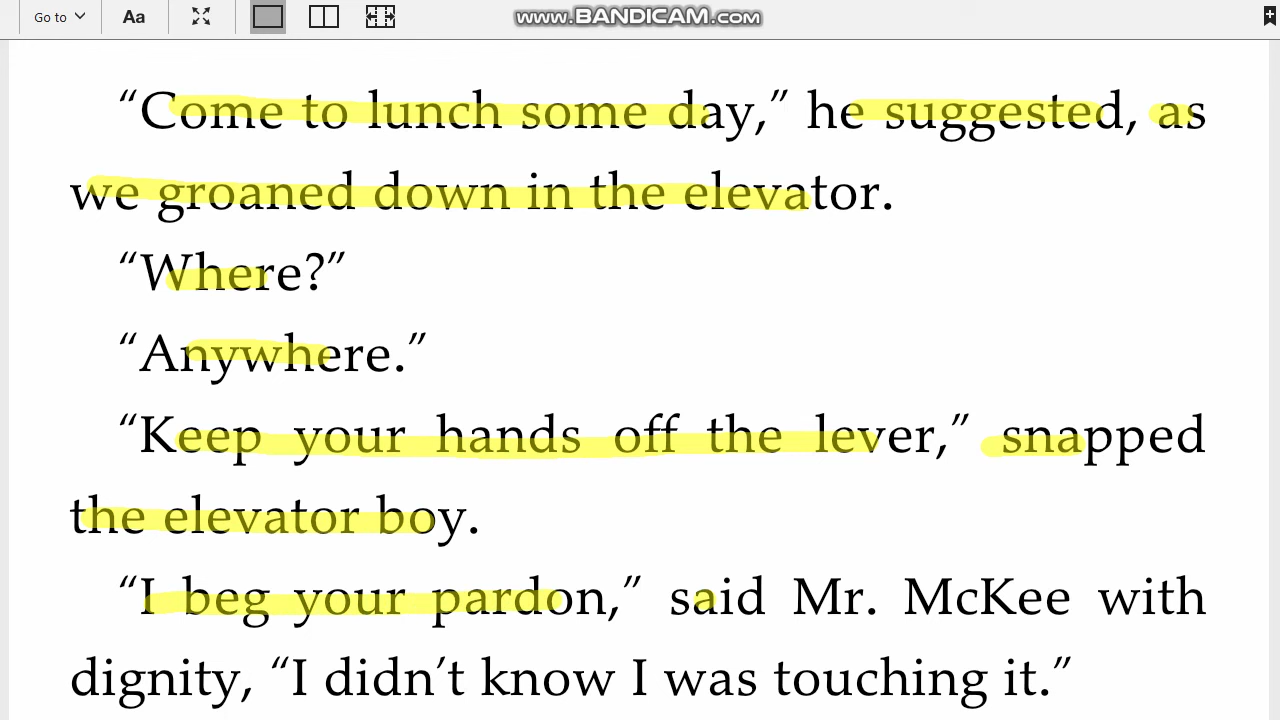 Go to Aa www.BANDICAM.com
“Come to lunch some day,” he suggested, as
we groaned down in the elevator.
“Where?”
“Anywhere.”
“Keep your hands off the lever,” snapped
the elevator boy.
“I beg your pardon,” said Mr. McKee with
dignity, “I didn’t know I was touching it.”